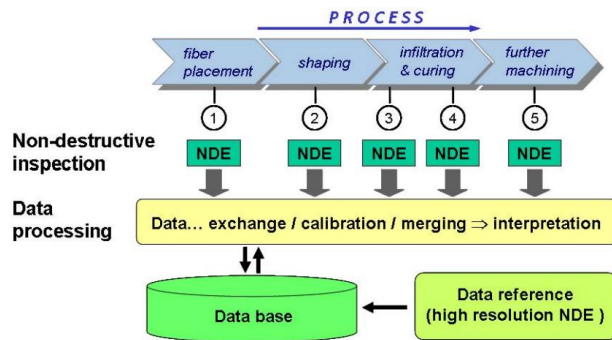 PROCESS
fiber
placement
shaping
infiltration
& curing
further
machining
1
2
3
4
5
Non-destructive
inspection
NDE
NDE
NDE
NDE
NDE
Data
processing
Data... exchange / calibration / merging ⇒ interpretation
Data base
Data reference
(high resolution NDE )